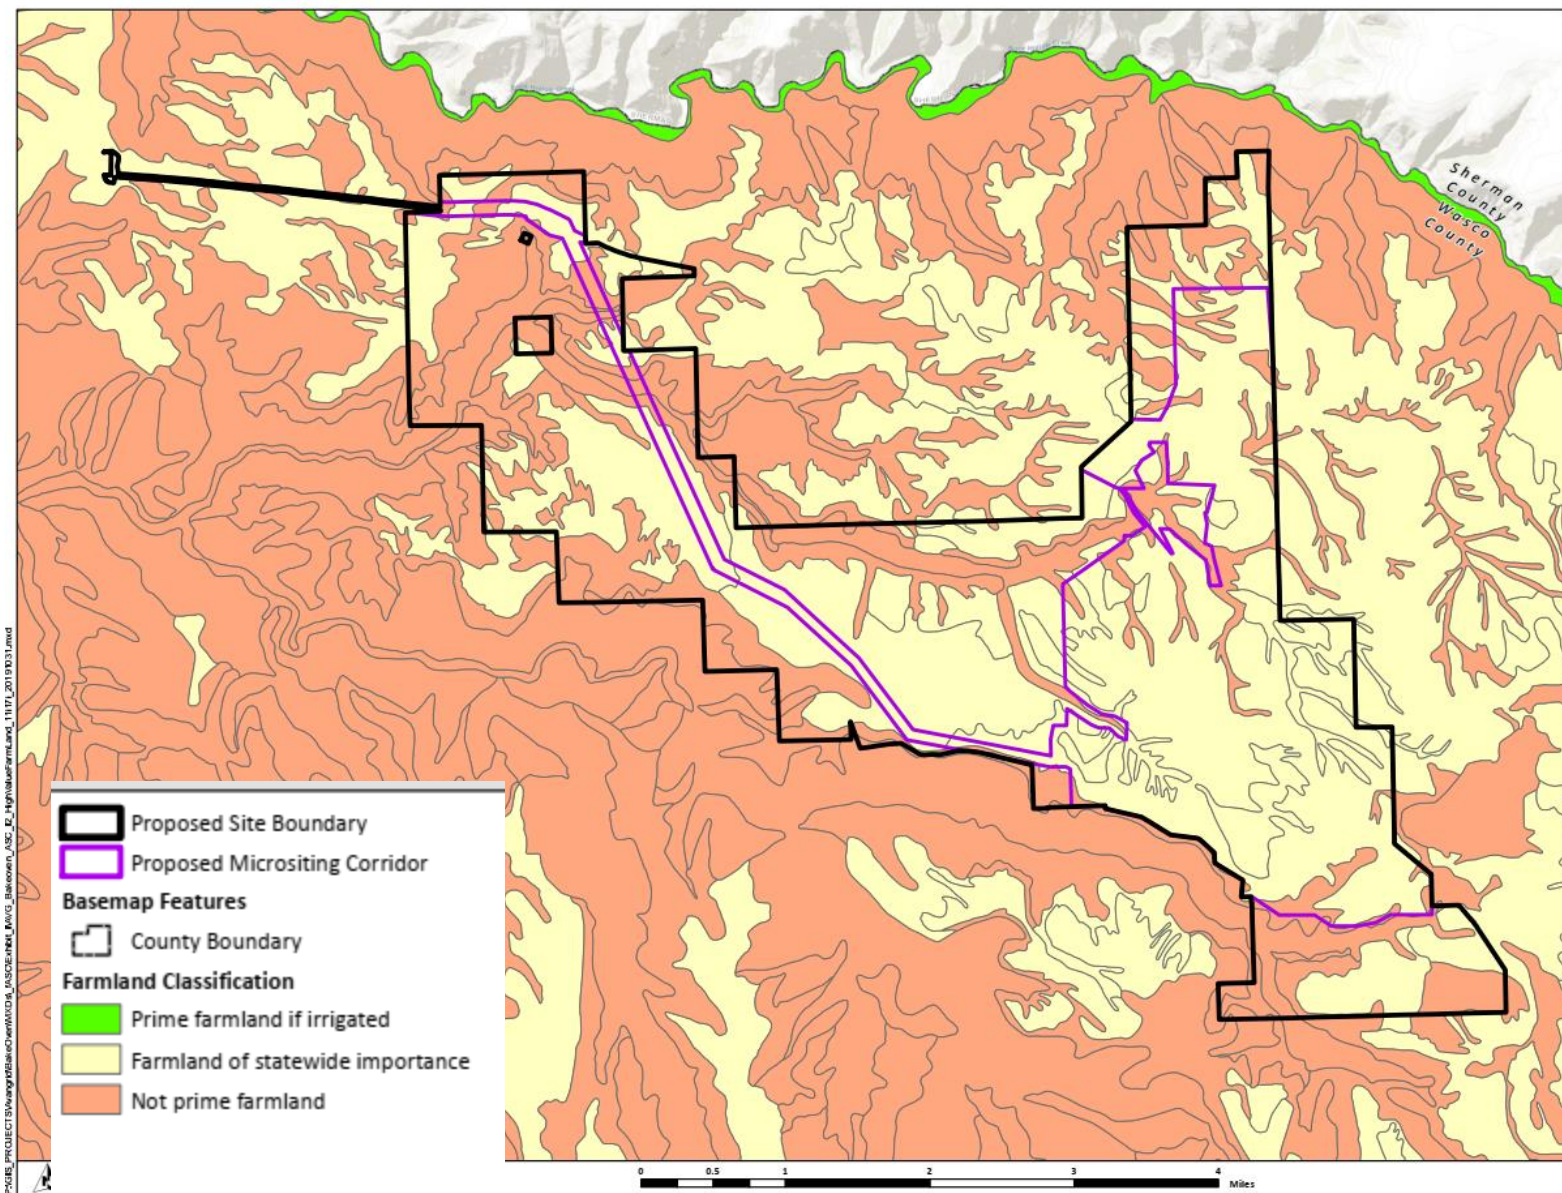 Sherman
County
Wasco
County
Proposed Site Boundary
Proposed Micrositing Corridor
Basemap Features
County Boundary
Farmland Classification
Prime farmland if irrigated
Farmland of statewide importance
Not prime farmland
0 0.5 1 2 3 4
Miles